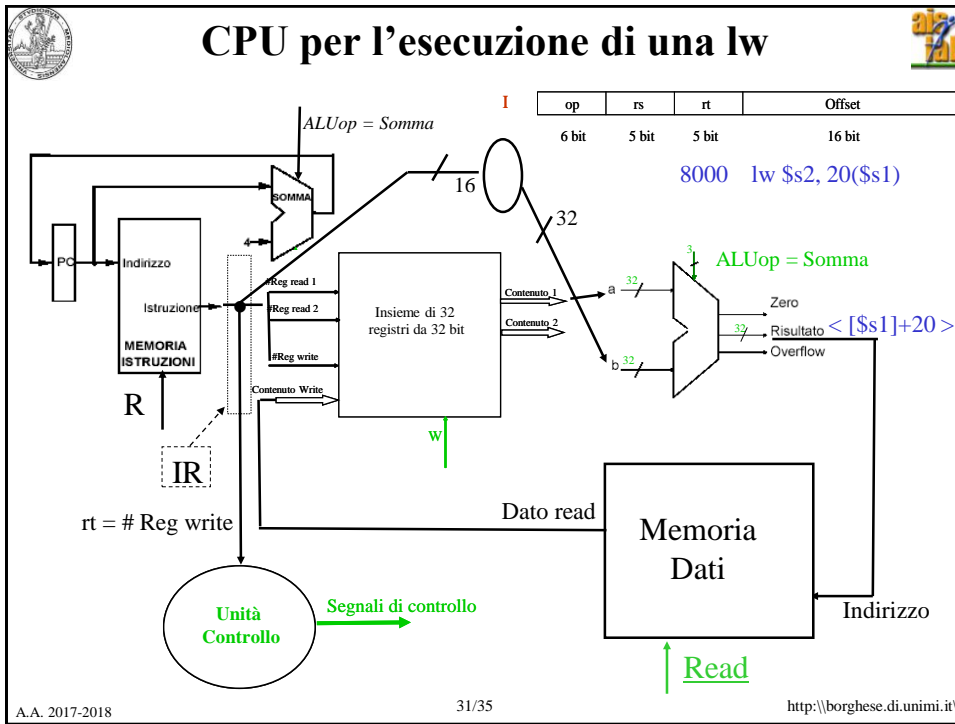 CPU per l'esecuzione di una lw
I
op rs rt Offset
6 bit 5 bit 5 bit 16 bit
8000 lw $s2, 20($s1)
ALUop = Somma
16
32
SOMMA
4
PC
Indirizzo
Istruzione
MEMORIA
ISTRUZIONI
R
IR
#Reg read 1
#Reg read 2
#Reg write
Contenuto Write
Insieme di 32
registri da 32 bit
Contenuto 1
Contenuto 2
w
a
32
b
32
3
ALUop = Somma
Zero
32
Risultato
Overflow
< [$s1]+20 >
rt = # Reg write
Dato read
Memoria
Dati
Indirizzo
Read
Unità
Controllo
Segnali di controllo
A.A. 2017-2018
31/35
http:\\borghese.di.unimi.it\